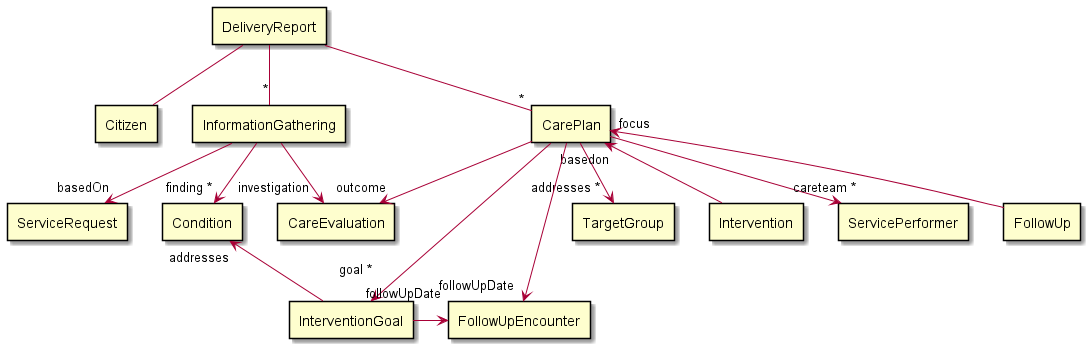 DeliveryReport
*
*
Citizen
InformationGathering
CarePlan
focus
basedon
basedOn
finding *
investigation
outcome
addresses *
careteam *
ServiceRequest
Condition
CareEvaluation
TargetGroup
Intervention
ServicePerformer
FollowUp
addresses
goal *
followUpDate
followUpDate
InterventionGoal
FollowUpEncounter